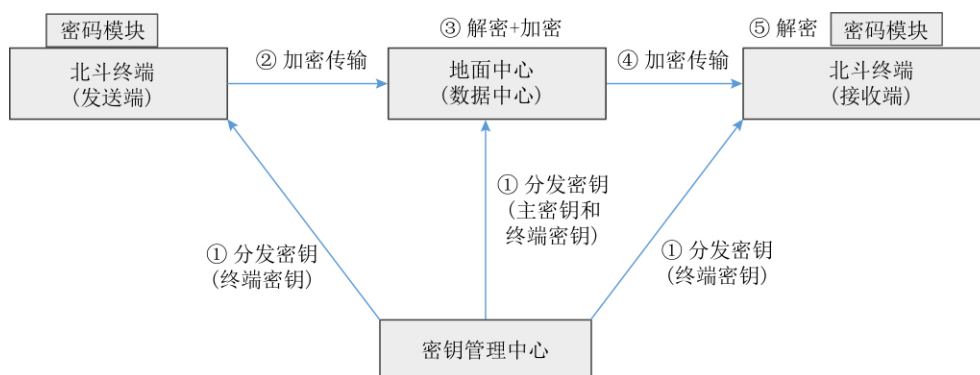 密码模块
北斗终端
(发送端)
② 加密传输
③ 解密+加密
地面中心
(数据中心)
④ 加密传输
⑤ 解密
密码模块
北斗终端
(接收端)
① 分发密钥
(终端密钥)
① 分发密钥
(主密钥和
终端密钥)
① 分发密钥
(终端密钥)
密钥管理中心